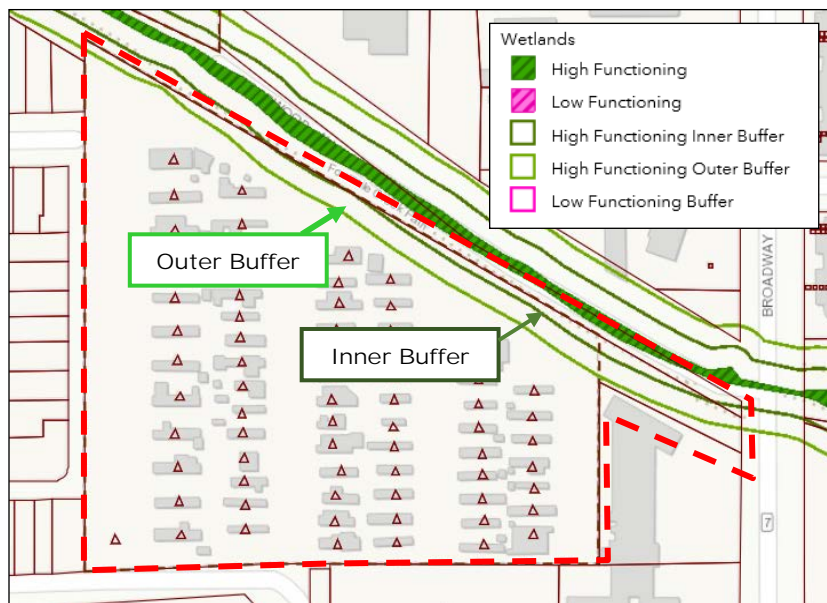 Wetlands
High Functioning
Low Functioning
High Functioning Inner Buffer
High Functioning Outer Buffer
Low Functioning Buffer
Outer Buffer
Inner Buffer
BROADWAY
7